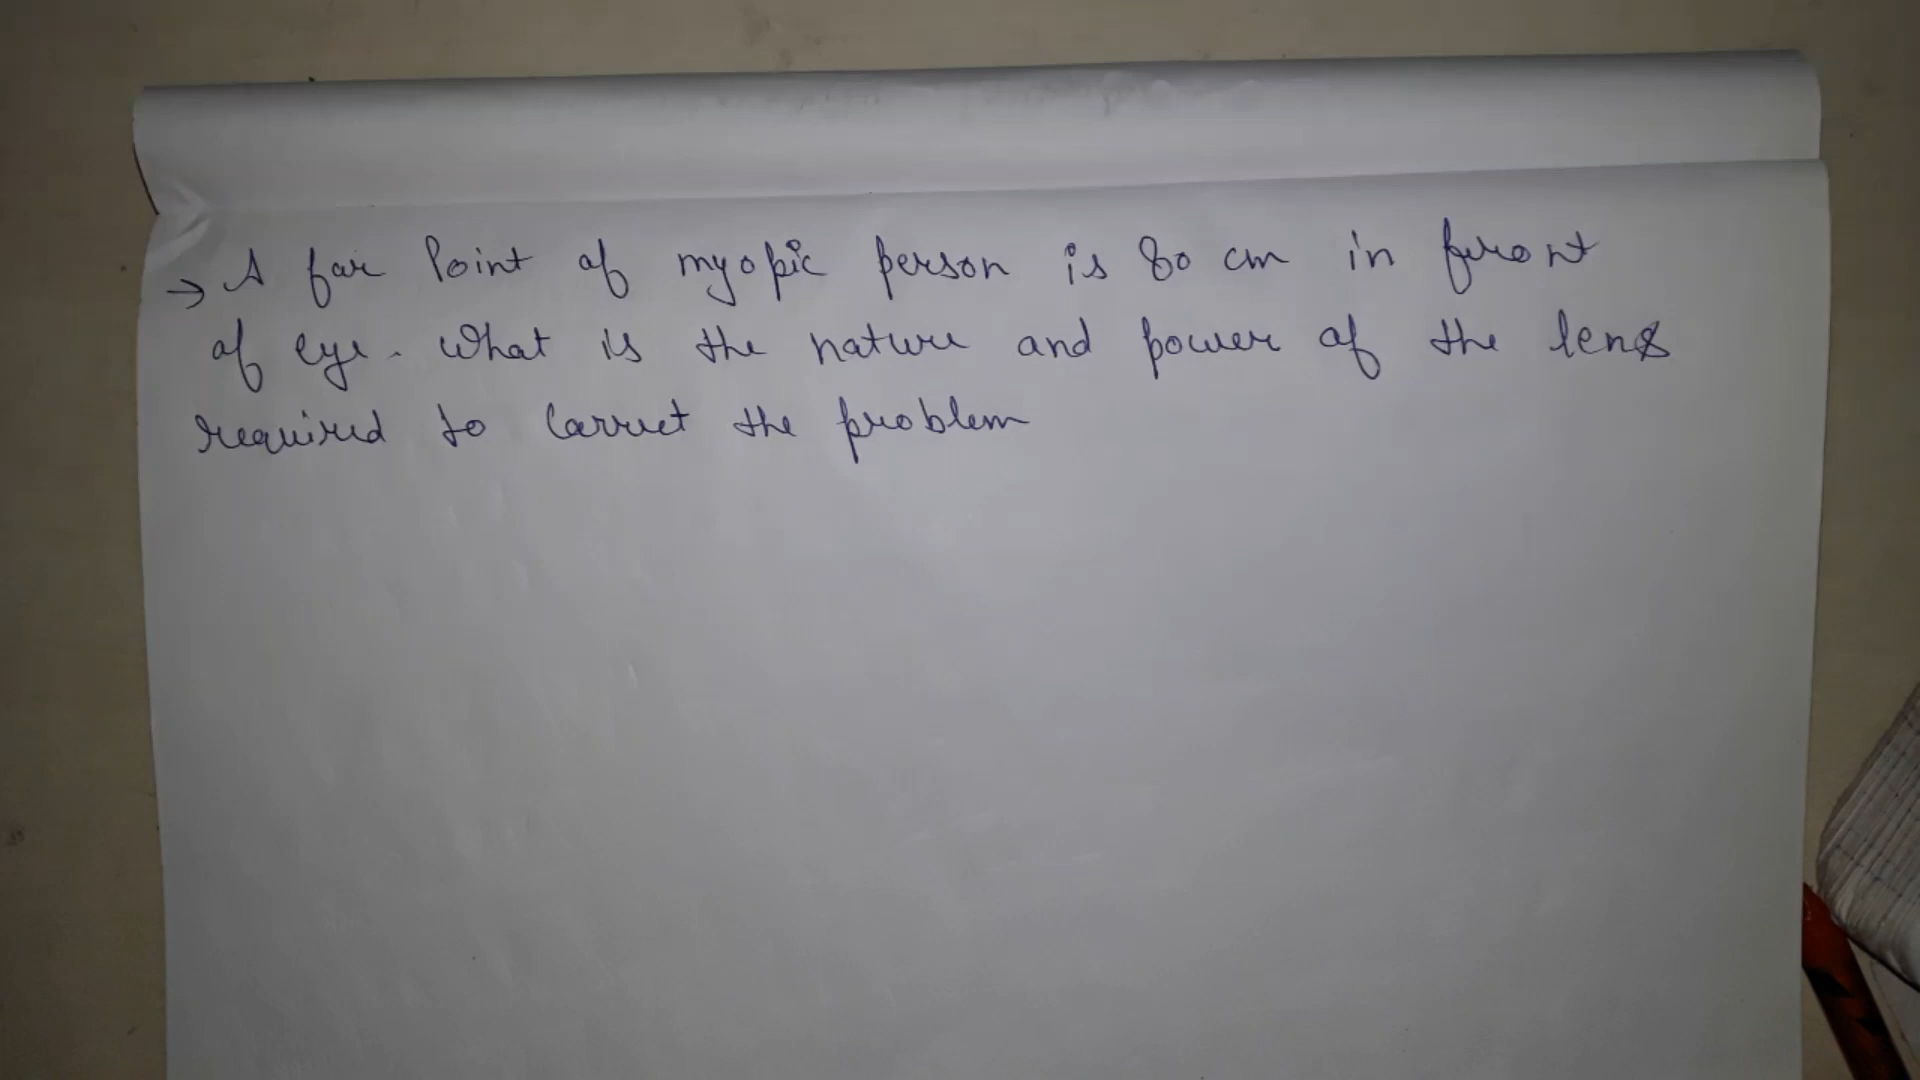 → A far Point of myopic person is 80 cm in front
of eye. What is the nature and power of the lens
required to Correct the problem